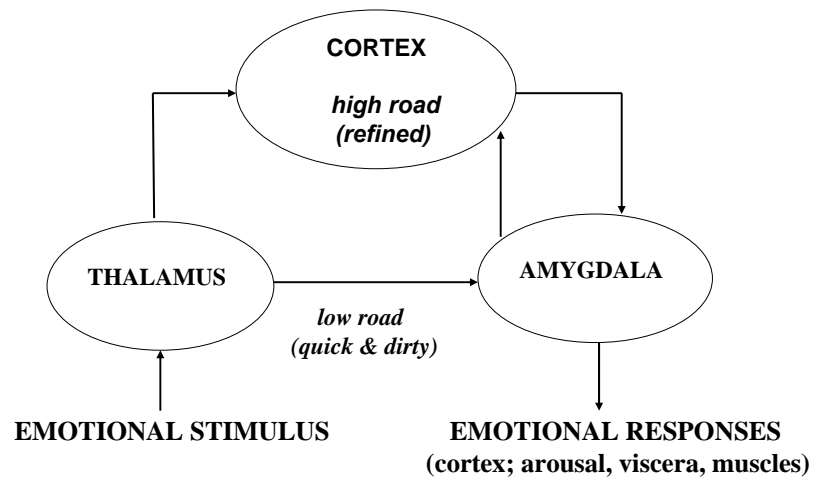 CORTEX
high road
(refined)
THALAMUS
AMYGDALA
low road
(quick & dirty)
EMOTIONAL STIMULUS
EMOTIONAL RESPONSES
(cortex; arousal, viscera, muscles)